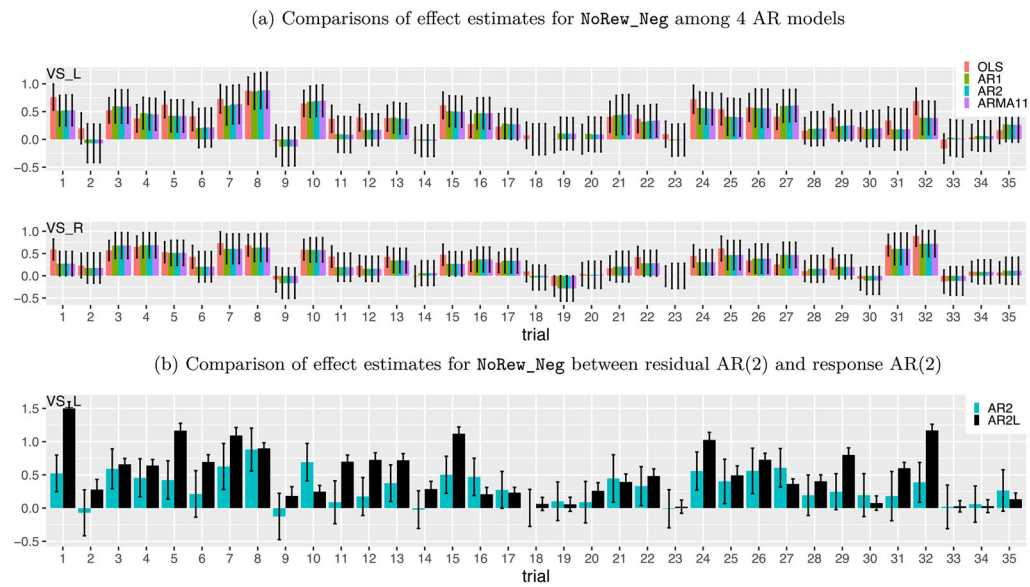 (a) Comparisons of effect estimates for NoRew_Neg among 4 AR models
VS_L
1.0
0.5
0.0
−0.5
OLS
AR1
AR2
ARMA11
1 2 3 4 5 6 7 8 9 10 11 12 13 14 15 16 17 18 19 20 21 22 23 24 25 26 27 28 29 30 31 32 33 34 35
VS_R
1.0
0.5
0.0
−0.5
1 2 3 4 5 6 7 8 9 10 11 12 13 14 15 16 17 18 19 20 21 22 23 24 25 26 27 28 29 30 31 32 33 34 35
trial
(b) Comparison of effect estimates for NoRew_Neg between residual AR(2) and response AR(2)
VS_L
1.5
1.0
0.5
0.0
−0.5
AR2
AR2L
1 2 3 4 5 6 7 8 9 10 11 12 13 14 15 16 17 18 19 20 21 22 23 24 25 26 27 28 29 30 31 32 33 34 35
trial